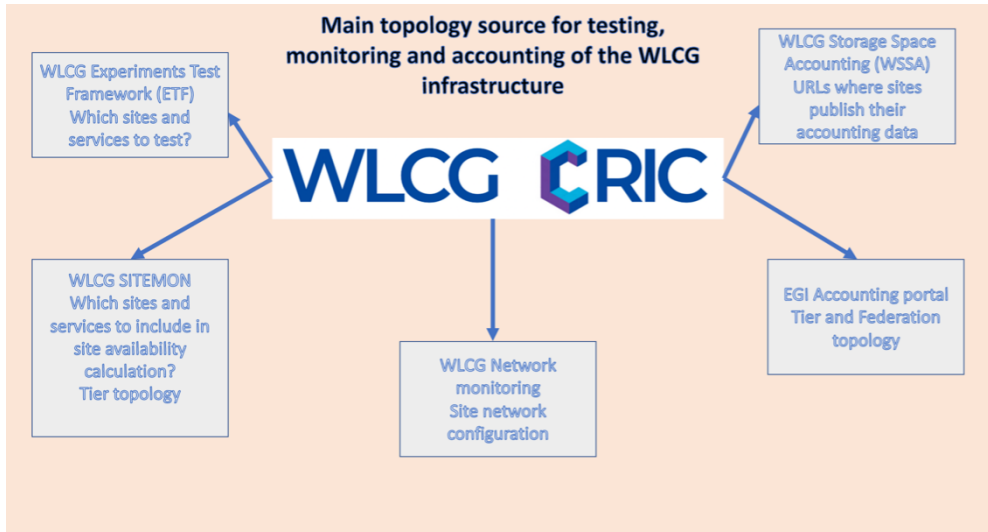 Main topology source for testing,
monitoring and accounting of the WLCG
infrastructure
WLCG Experiments Test
Framework (ETF)
Which sites and
services to test?
WLCG Storage Space
Accounting (WSSA)
URLs where sites
publish their
accounting data
WLCG CRIC
WLCG SITEMON
Which sites and
services to include in
site availability
calculation?
Tier topology
WLCG Network
monitoring
Site network
configuration
EGI Accounting portal
Tier and Federation
topology